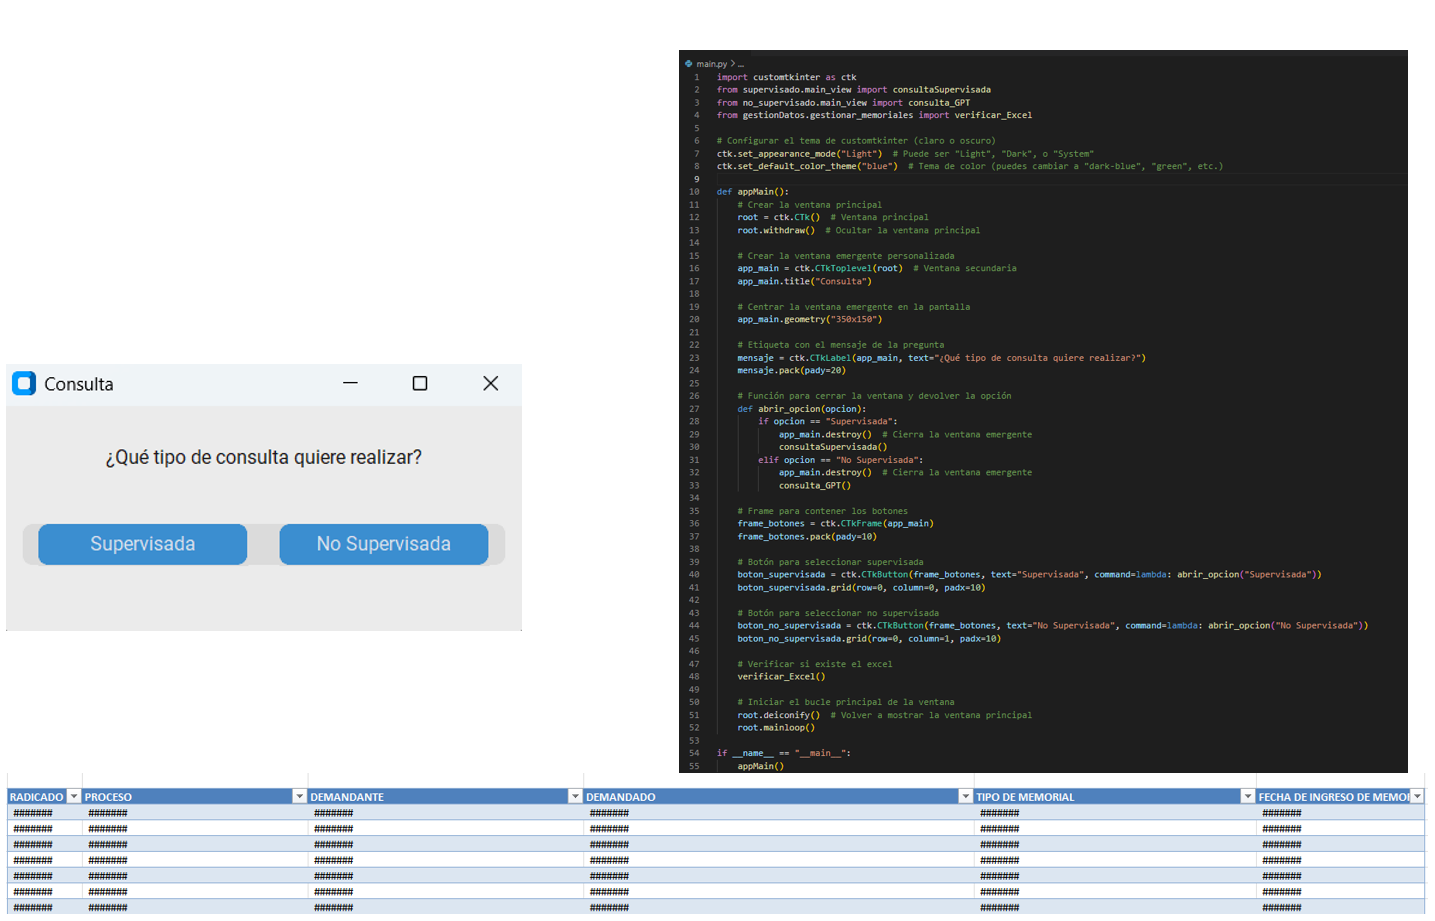 Consulta
¿Qué tipo de consulta quiere realizar?
Supervisada
No Supervisada
main.py > ...
1 import customtkinter as ctk
2 from supervisado.main_view import consultaSupervisada
3 from no_supervisado.main_view import consulta_GPT
4 from gestionDatos.gestionar_memoriales import verificar_Excel
5
6 # Configurar el tema de customtkinter (claro o oscuro)
7 ctk.set_appearance_mode("Light")  # Puede ser "Light", "Dark", o "System"
8 ctk.set_default_color_theme("blue")  # Tema de color (puedes cambiar a "dark-blue", "green", etc.)
9
10 def appMain():
11     # Crear la ventana principal
12     root = ctk.CTk()  # Ventana principal
13     root.withdraw()  # Ocultar la ventana principal
14
15     # Crear la ventana emergente personalizada
16     app_main = ctk.CTkToplevel(root)  # Ventana secundaria
17     app_main.title("Consulta")
18
19     # Centrar la ventana emergente en la pantalla
20     app_main.geometry("350x150")
21
22     # Etiqueta con el mensaje de la pregunta
23     mensaje = ctk.CTkLabel(app_main, text="¿Qué tipo de consulta quiere realizar?")
24     mensaje.pack(pady=20)
25
26     # Función para cerrar la ventana y devolver la opción
27     def abrir_opcion(opcion):
28         if opcion == "Supervisada":
29             app_main.destroy()  # Cierra la ventana emergente
30             consultaSupervisada()
31         elif opcion == "No Supervisada":
32             app_main.destroy()  # Cierra la ventana emergente
33             consulta_GPT()
34
35     # Frame para contener los botones
36     frame_botones = ctk.CTkFrame(app_main)
37     frame_botones.pack(pady=10)
38
39     # Botón para seleccionar supervisada
40     boton_supervisada = ctk.CTkButton(frame_botones, text="Supervisada", command=lambda: abrir_opcion("Supervisada"))
41     boton_supervisada.grid(row=0, column=0, padx=10)
42
43     # Botón para seleccionar no supervisada
44     boton_no_supervisada = ctk.CTkButton(frame_botones, text="No Supervisada", command=lambda: abrir_opcion("No Supervisada"))
45     boton_no_supervisada.grid(row=0, column=1, padx=10)
46
47     # Verificar si existe el excel
48     verificar_Excel()
49
50     # Iniciar el bucle principal de la ventana
51     root.deiconify()  # Volver a mostrar la ventana principal
52     root.mainloop()
53
54 if __name__ == "__main__":
55     appMain()
RADICADO PROCESO DEMANDANTE DEMANDADO TIPO DE MEMORIAL FECHA DE INGRESO DE MEMOI
####### ####### ####### ####### ####### #######
####### ####### ####### ####### ####### #######
####### ####### ####### ####### ####### #######
####### ####### ####### ####### ####### #######
####### ####### ####### ####### ####### #######
####### ####### ####### ####### ####### #######
####### ####### ####### ####### ####### #######